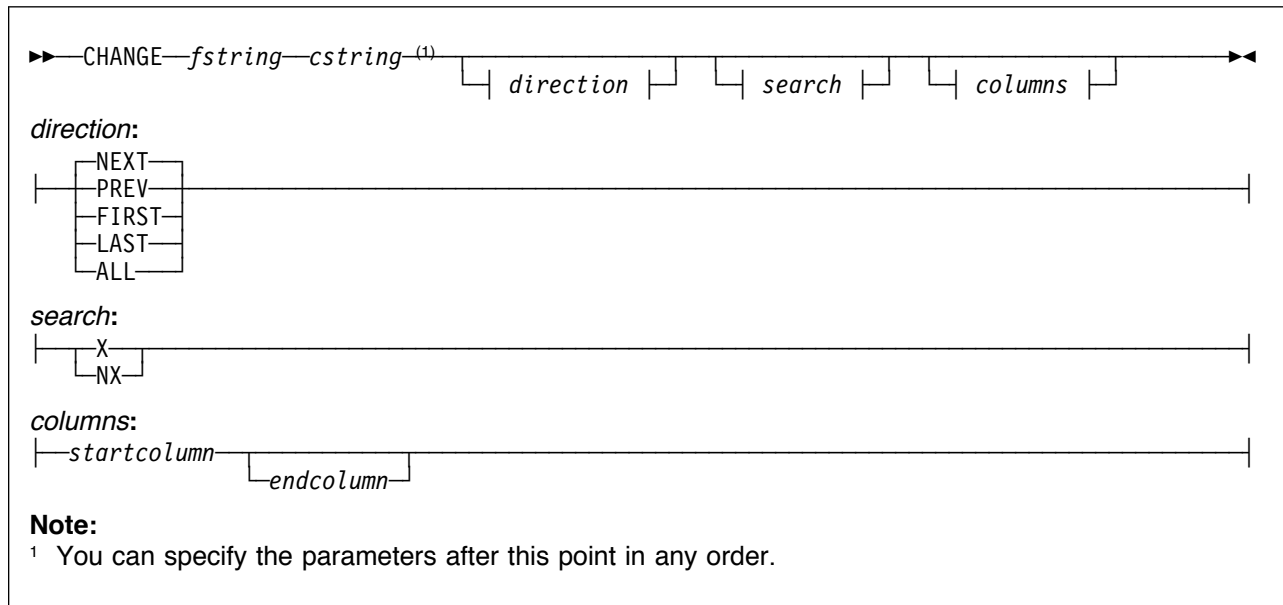 CHANGE fstring cstring (1)
direction search columns
direction:
NEXT
PREV
FIRST
LAST
ALL
search:
X
NX
columns:
startcolumn
endcolumn
Note:
1 You can specify the parameters after this point in any order.